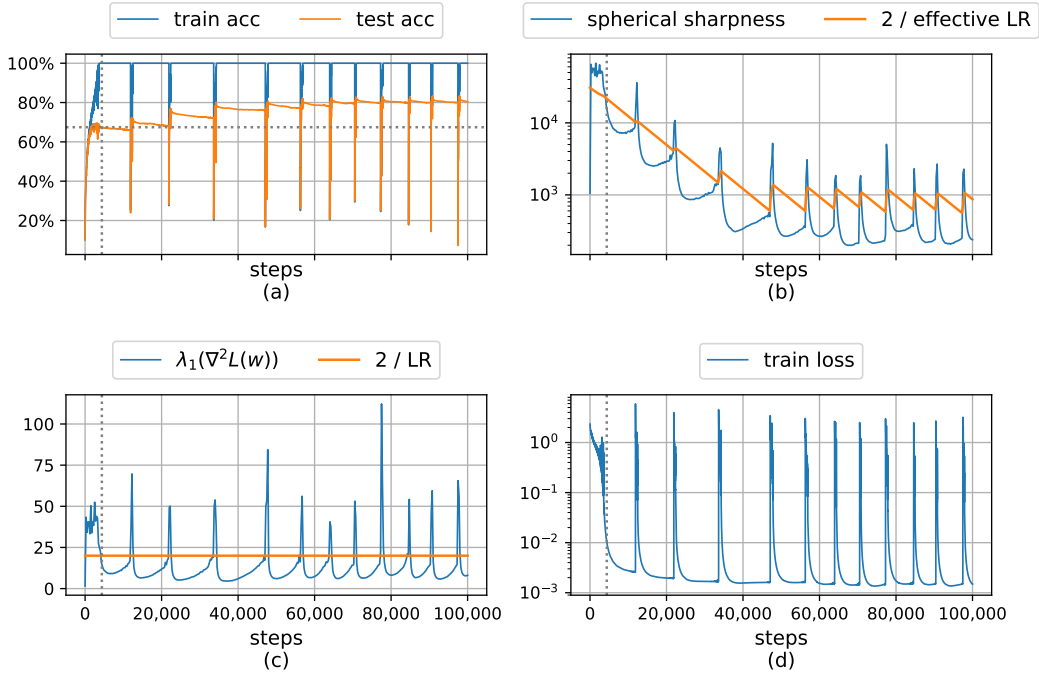 train acc test acc
100%
80%
60%
40%
20%
steps
(a)
spherical sharpness 2 / effective LR
10^4
10^3
steps
(b)
λ₁(∇²L(w)) 2 / LR
100
75
50
25
0
0 20,000 40,000 60,000 80,000 100,000
steps
(c)
train loss
10^0
10^−1
10^−2
10^−3
0 20,000 40,000 60,000 80,000 100,000
steps
(d)